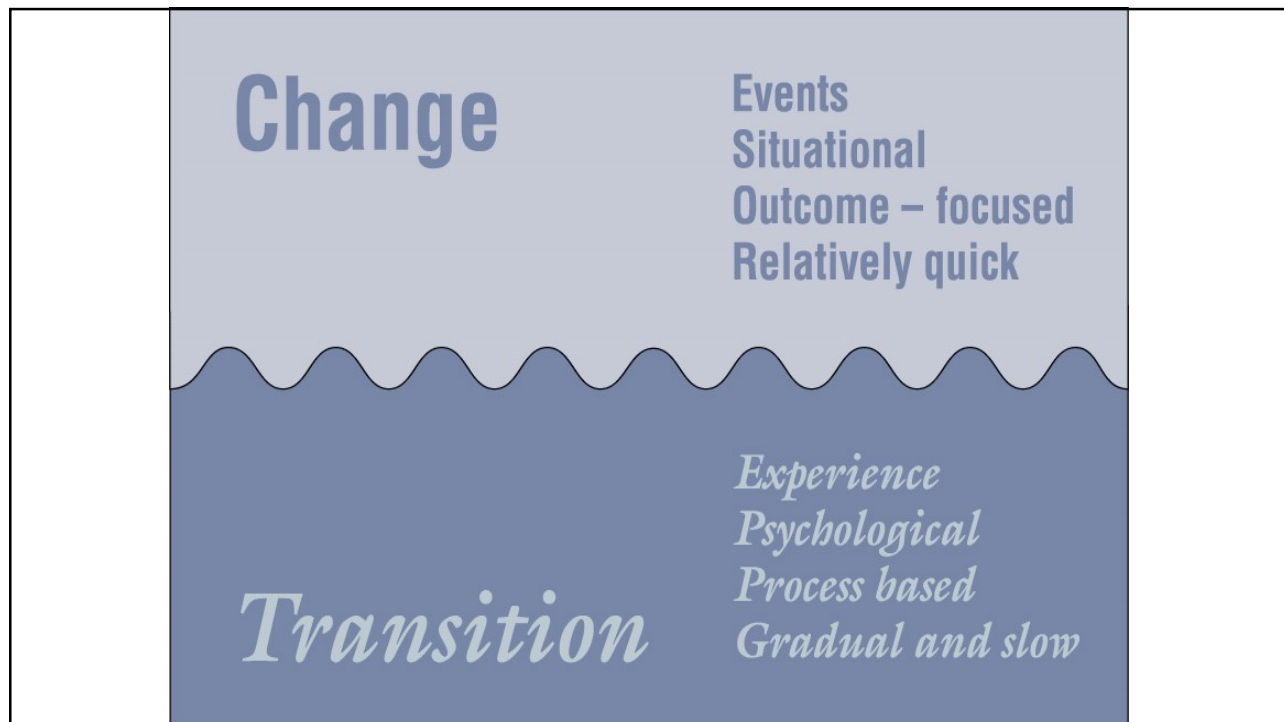 Change
Events
Situational
Outcome – focused
Relatively quick
Transition
Experience
Psychological
Process based
Gradual and slow